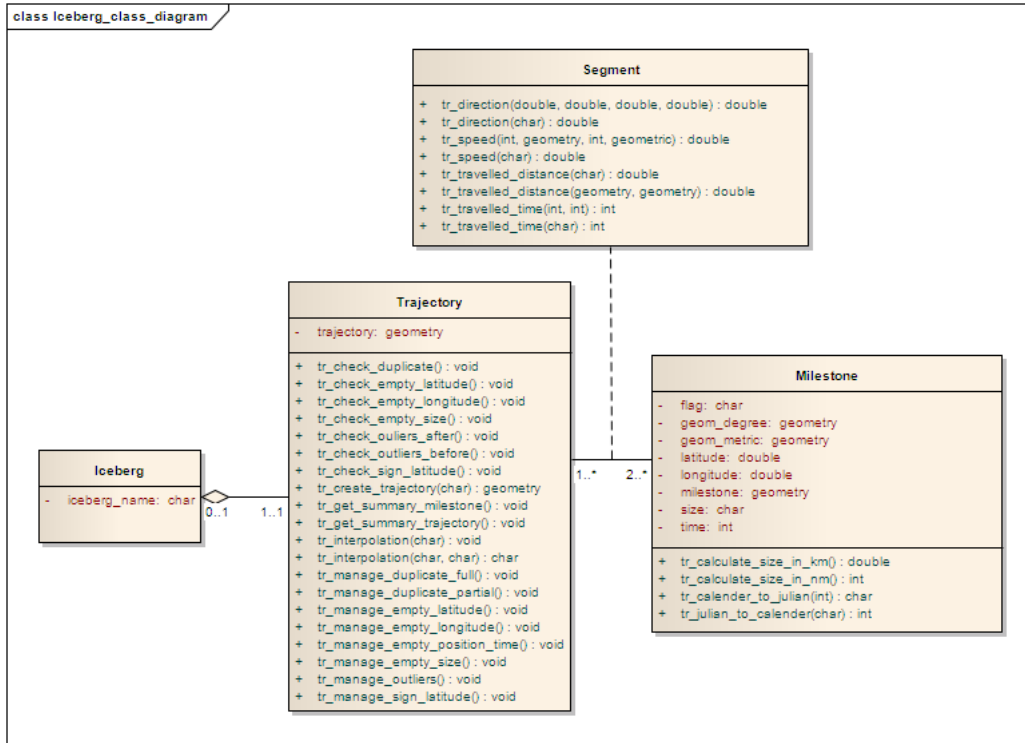 class Iceberg_class_diagram
Segment
+ tr_direction(double, double, double, double) : double
+ tr_direction(char) : double
+ tr_speed(int, geometry, int, geometric) : double
+ tr_speed(char) : double
+ tr_travelled_distance(char) : double
+ tr_travelled_distance(geometry, geometry) : double
+ tr_travelled_time(int, int) : int
+ tr_travelled_time(char) : int
Trajectory
- trajectory: geometry
+ tr_check_duplicate() : void
+ tr_check_empty_latitude() : void
+ tr_check_empty_longitude() : void
+ tr_check_empty_size() : void
+ tr_check_ouliers_after() : void
+ tr_check_outliers_before() : void
+ tr_check_sign_latitude() : void
+ tr_create_trajectory(char) : geometry
+ tr_get_summary_milestone() : void
+ tr_get_summary_trajectory() : void
+ tr_interpolation(char) : void
+ tr_interpolation(char, char) : char
+ tr_manage_duplicate_full() : void
+ tr_manage_duplicate_partial() : void
+ tr_manage_empty_latitude() : void
+ tr_manage_empty_longitude() : void
+ tr_manage_empty_position_time() : void
+ tr_manage_empty_size() : void
+ tr_manage_outliers() : void
+ tr_manage_sign_latitude() : void
Milestone
- flag: char
- geom_degree: geometry
- geom_metric: geometry
- latitude: double
- longitude: double
- milestone: geometry
- size: char
- time: int
+ tr_calculate_size_in_km() : double
+ tr_calculate_size_in_nm() : int
+ tr_calender_to_julian(int) : char
+ tr_julian_to_calender(char) : int
Iceberg
- iceberg_name: char
0..1
1..1
1..*
2..*